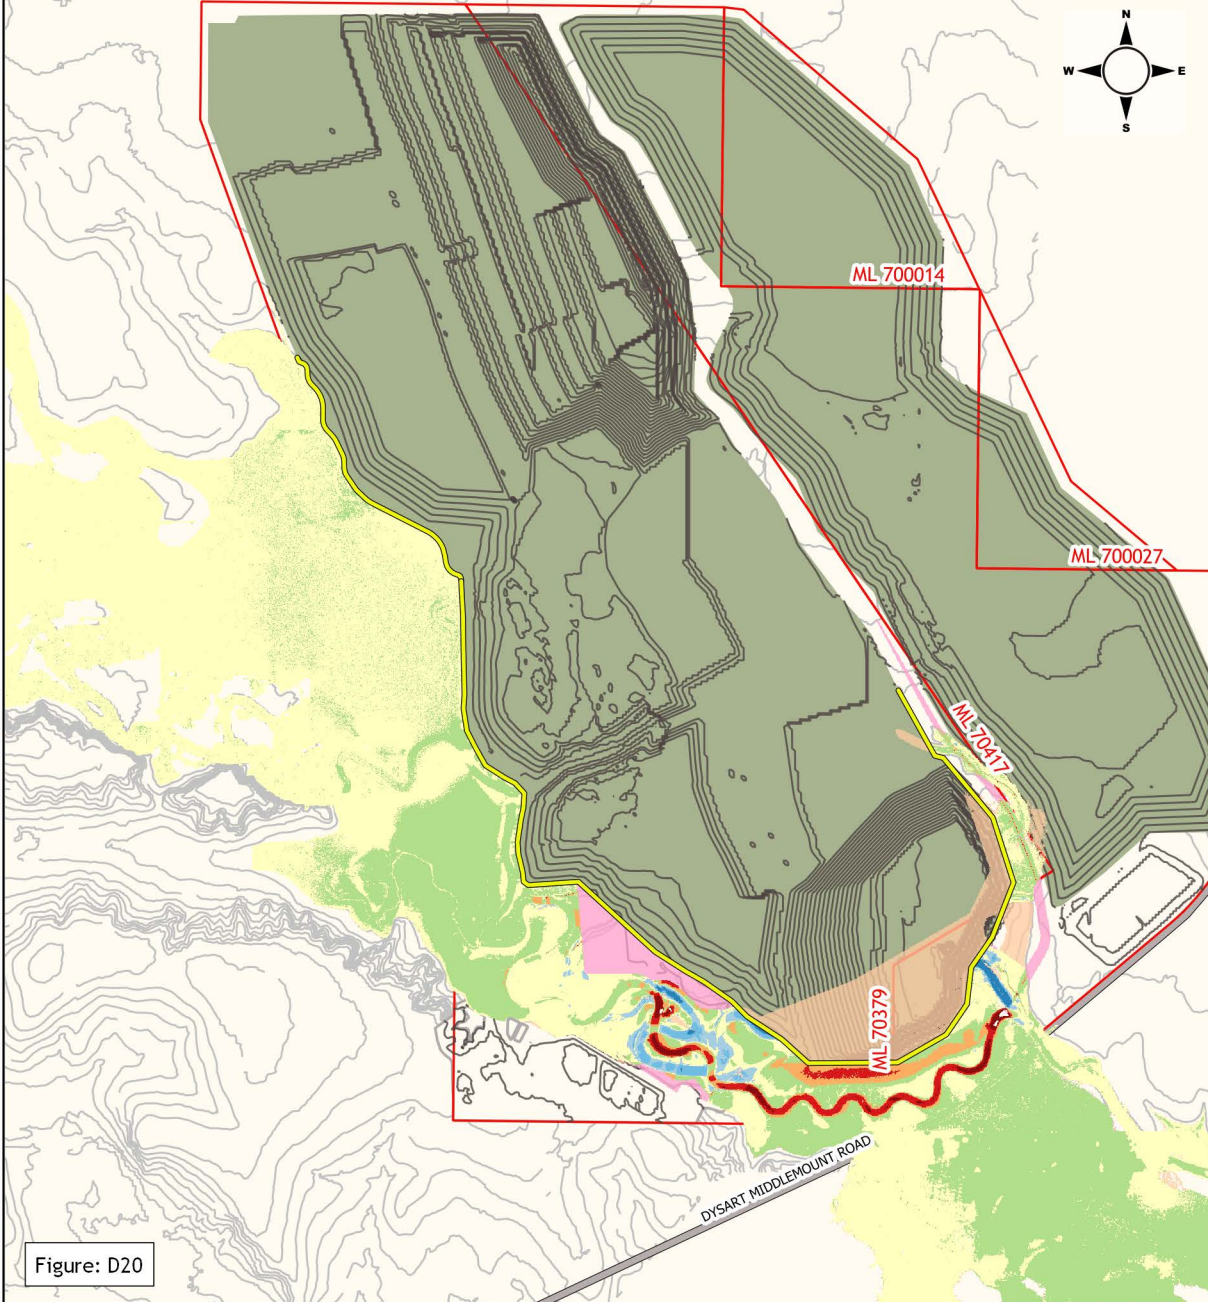 N
W E
S
ML 700014
ML 700027
ML 70417
ML 70379
DYSART MIDDLEMOUNT ROAD
Figure: D20